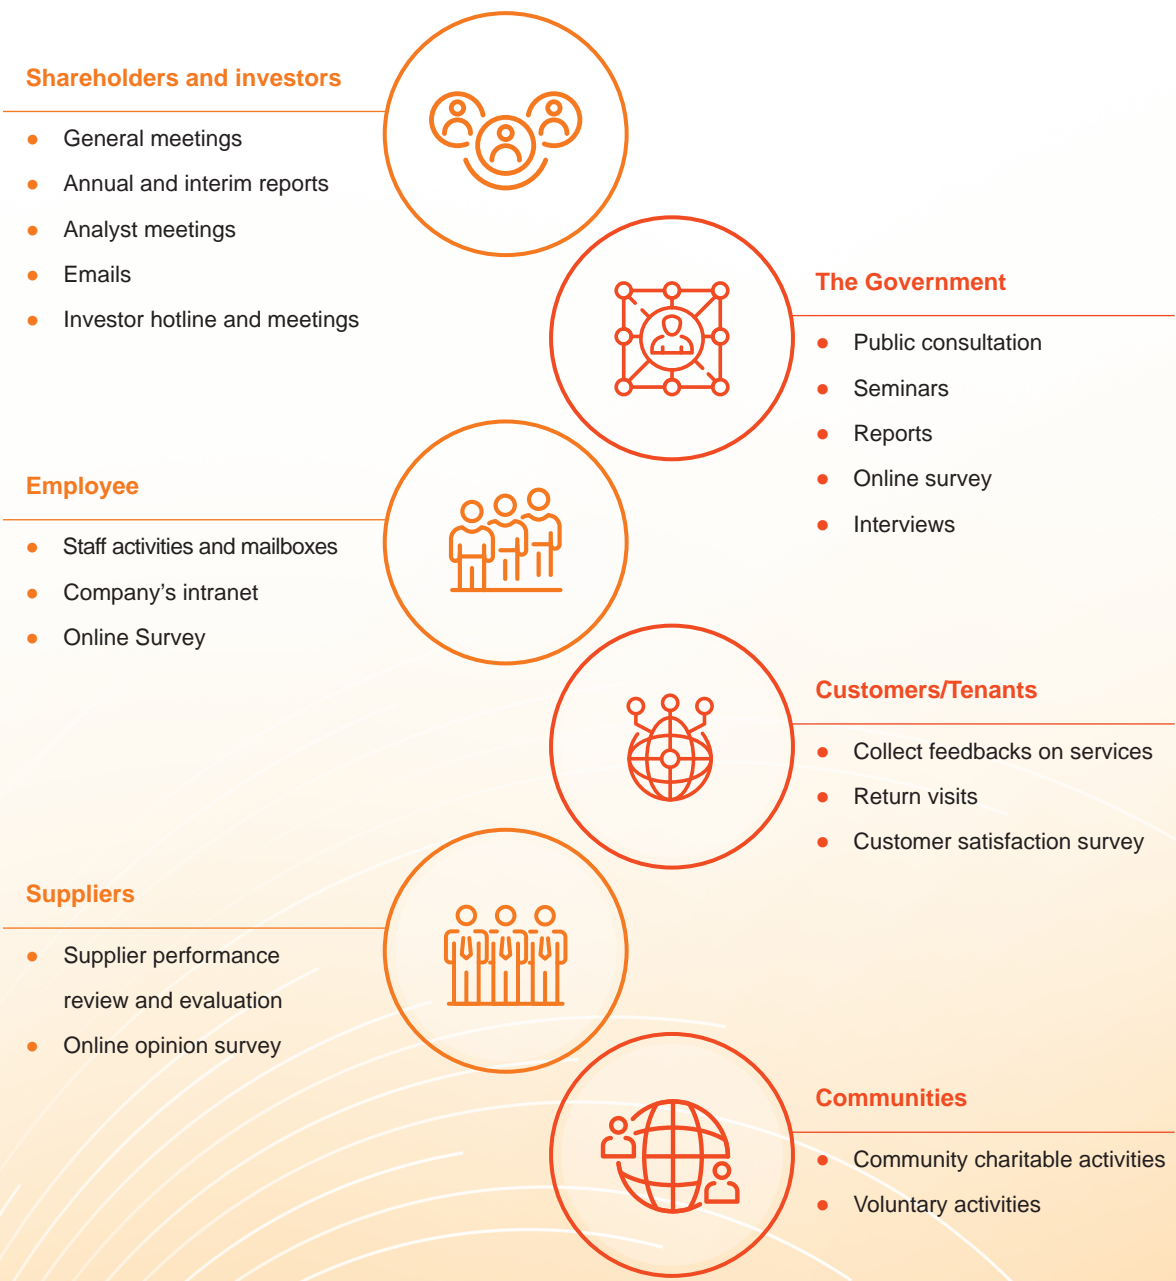 Shareholders and investors
General meetings
Annual and interim reports
Analyst meetings
Emails
Investor hotline and meetings
The Government
Public consultation
Seminars
Reports
Online survey
Interviews
Employee
Staff activities and mailboxes
Company’s intranet
Online Survey
Customers/Tenants
Collect feedbacks on services
Return visits
Customer satisfaction survey
Suppliers
Supplier performance
review and evaluation
Online opinion survey
Communities
Community charitable activities
Voluntary activities